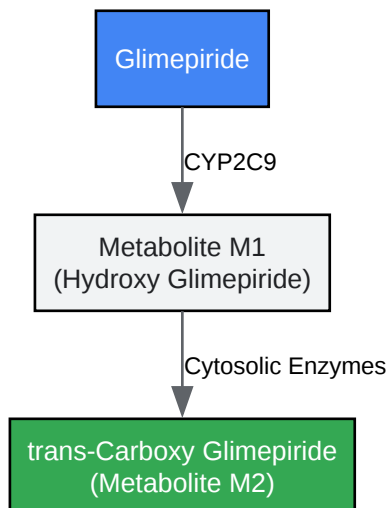 Glimepiride
CYP2C9
Metabolite M1
(Hydroxy Glimepiride)
Cytosolic Enzymes
trans-Carboxy Glimepiride
(Metabolite M2)